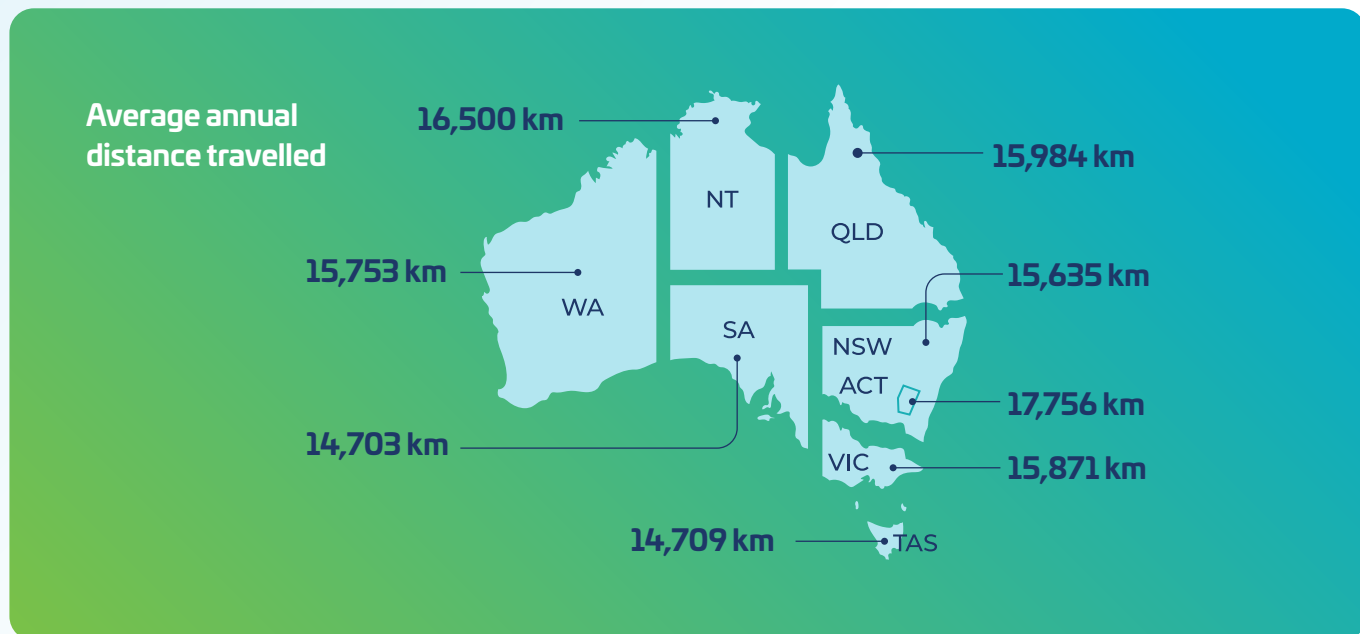 Average annual
distance travelled
16,500 km
15,984 km
NT
QLD
15,753 km
15,635 km
WA
SA
NSW
ACT
17,756 km
14,703 km
VIC
15,871 km
14,709 km
TAS